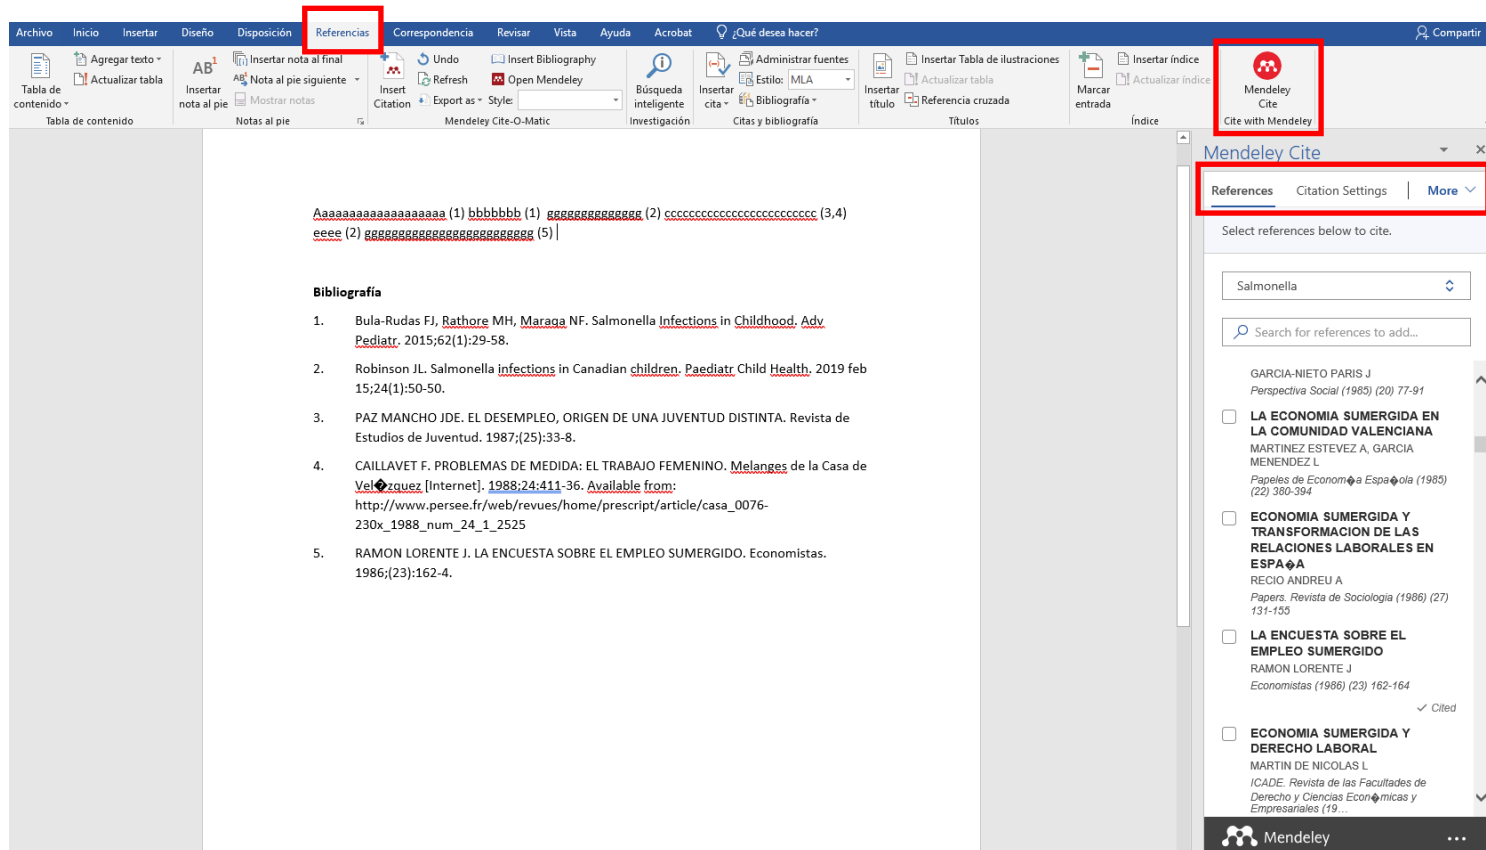 Archivo Inicio Insertar Diseño Disposición Referencias Correspondencia Revisar Vista Ayuda Acrobat ¿Qué desea hacer? Compartir
Tabla de contenido
Agregar texto
Actualizar tabla
Tabla de contenido
AB1
Insertar nota al pie
Insertar nota al final
AB1 Nota al pie siguiente
Mostrar notas
Notas al pie
Insert Citation
Undo
Refresh
Export as
Insert Bibliography
Open Mendeley
Style:
Mendeley Cite-O-Matic
Búsqueda inteligente
Investigación
Insertar cita
Administrar fuentes
Estilo: MLA
Bibliografía
Citas y bibliografía
Insertar título
Insertar Tabla de ilustraciones
Actualizar tabla
Referencia cruzada
Títulos
Marcar entrada
Insertar índice
Actualizar índice
Índice
Mendeley
Cite
Cite with Mendeley
Aaaaaaaaaaaaaaaaaaa (1) bbbbbbb (1) gggggggggggggg (2) ccccccccccccccccccccccccc (3,4)
eeee (2) ggggggggggggggggggggggggg (5)
Bibliografía
1. Bula-Rudas FJ, Rathore MH, Maraqa NF. Salmonella Infections in Childhood. Adv
Pediatr. 2015;62(1):29-58.
2. Robinson JL. Salmonella infections in Canadian children. Paediatr Child Health. 2019 feb
15;24(1):50-50.
3. PAZ MANCHO JDE. EL DESEMPLEO, ORIGEN DE UNA JUVENTUD DISTINTA. Revista de
Estudios de Juventud. 1987;(25):33-8.
4. CAILLAVET F. PROBLEMAS DE MEDIDA: EL TRABAJO FEMENINO. Melanges de la Casa de
Vel�zquez [Internet]. 1988;24:411-36. Available from:
http://www.persee.fr/web/revues/home/prescript/article/casa_0076-
230x_1988_num_24_1_2525
5. RAMON LORENTE J. LA ENCUESTA SOBRE EL EMPLEO SUMERGIDO. Economistas.
1986;(23):162-4.
Mendeley Cite
References Citation Settings More
Select references below to cite.
Salmonella
Search for references to add...
GARCIA-NIETO PARIS J
Perspectiva Social (1985) (20) 77-91
LA ECONOMIA SUMERGIDA EN
LA COMUNIDAD VALENCIANA
MARTINEZ ESTEVEZ A, GARCIA
MENENDEZ L
Papeles de Econom�a Espa�ola (1985)
(22) 380-394
ECONOMIA SUMERGIDA Y
TRANSFORMACION DE LAS
RELACIONES LABORALES EN
ESPA�A
RECIO ANDREU A
Papers. Revista de Sociologia (1986) (27)
131-155
LA ENCUESTA SOBRE EL
EMPLEO SUMERGIDO
RAMON LORENTE J
Economistas (1986) (23) 162-164
Cited
ECONOMIA SUMERGIDA Y
DERECHO LABORAL
MARTIN DE NICOLAS L
ICADE. Revista de las Facultades de
Derecho y Ciencias Econ�micas y
Empresariales (19...
Mendeley